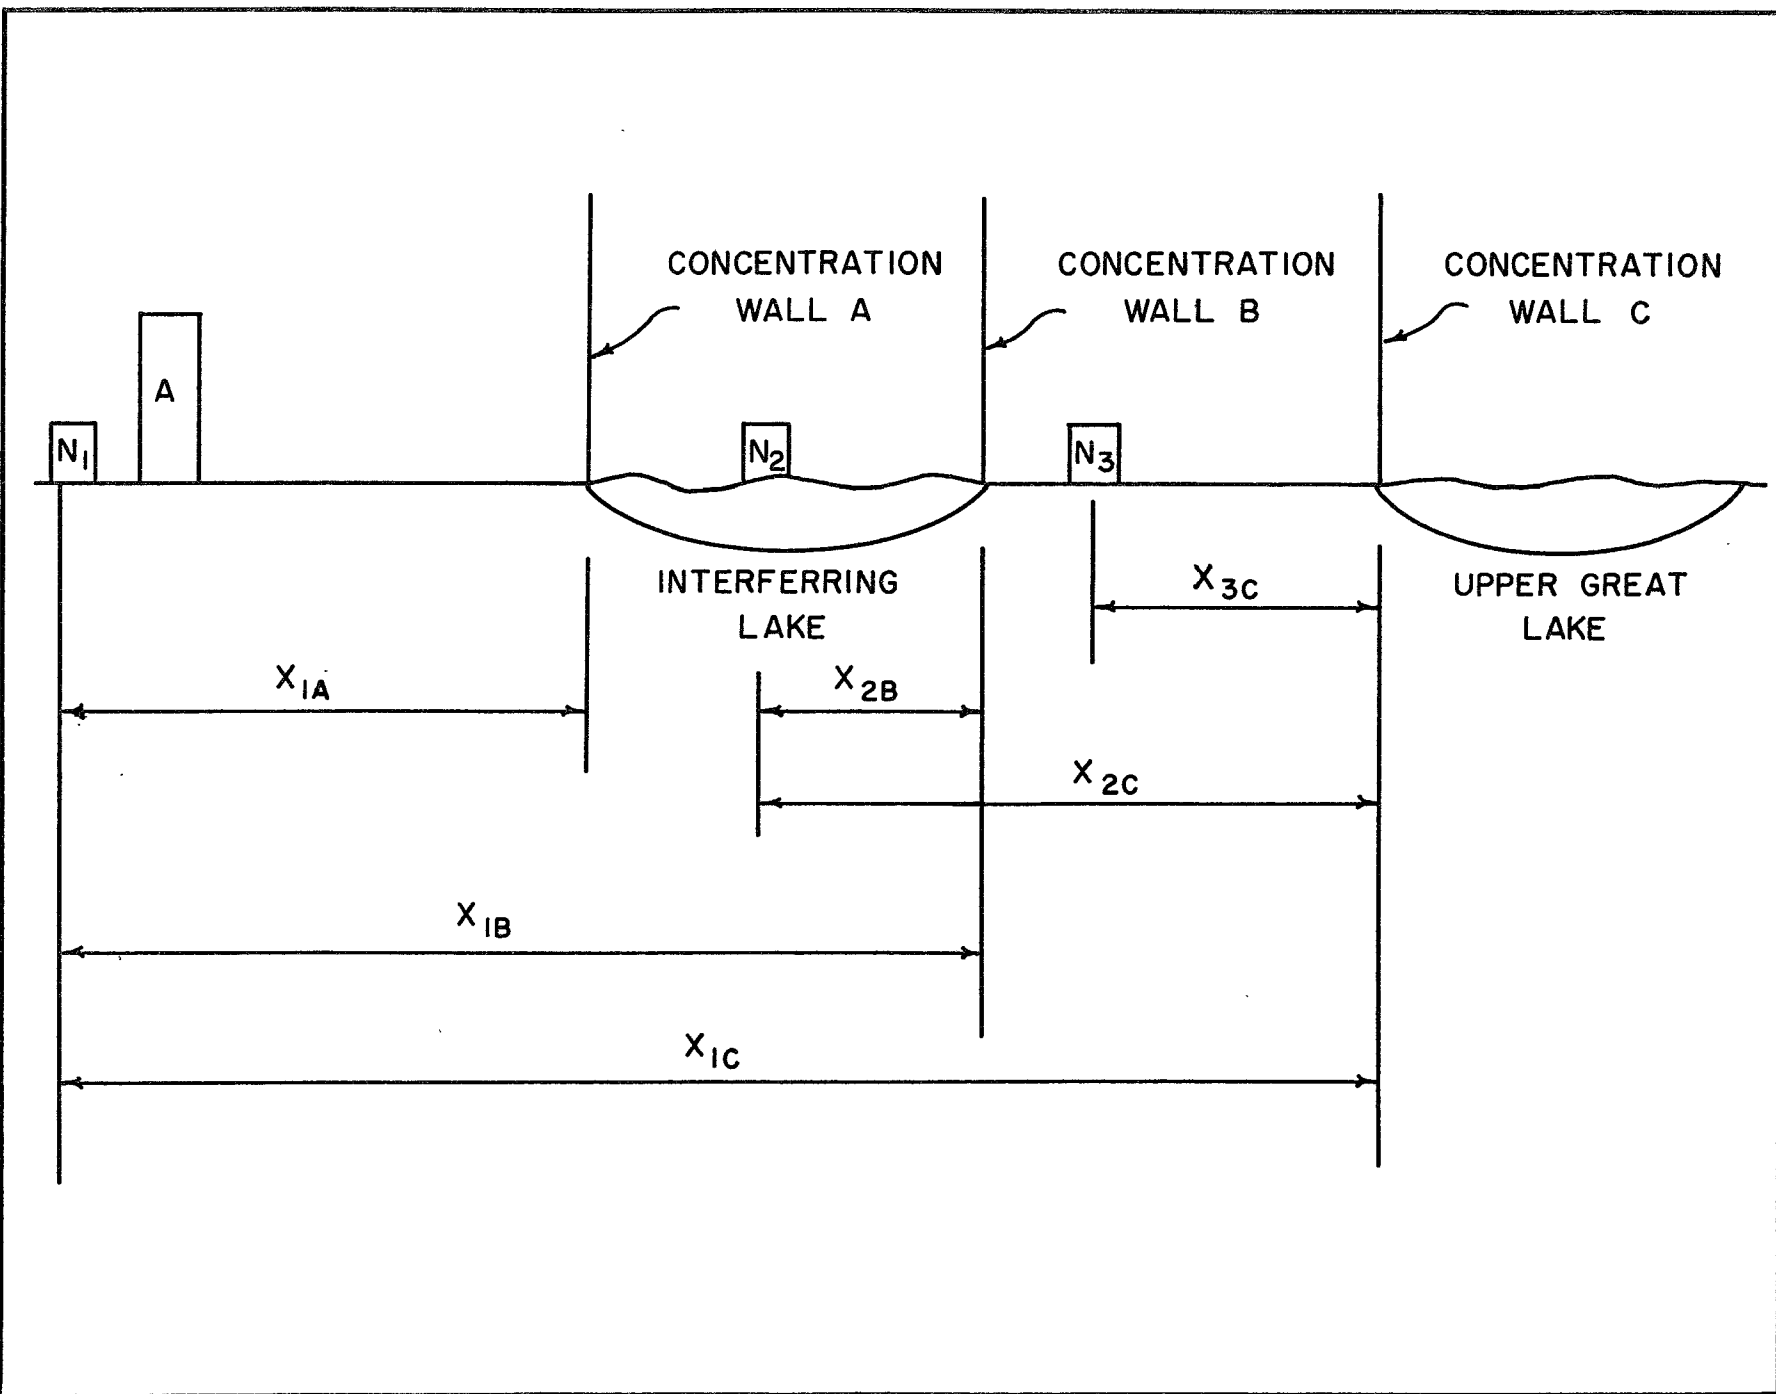 CONCENTRATION
WALL A
CONCENTRATION
WALL B
CONCENTRATION
WALL C
A
N₁
N₂
N₃
INTERFERRING
LAKE
X₃C
UPPER GREAT
LAKE
X₁A
X₂B
X₂C
X₁B
X₁C